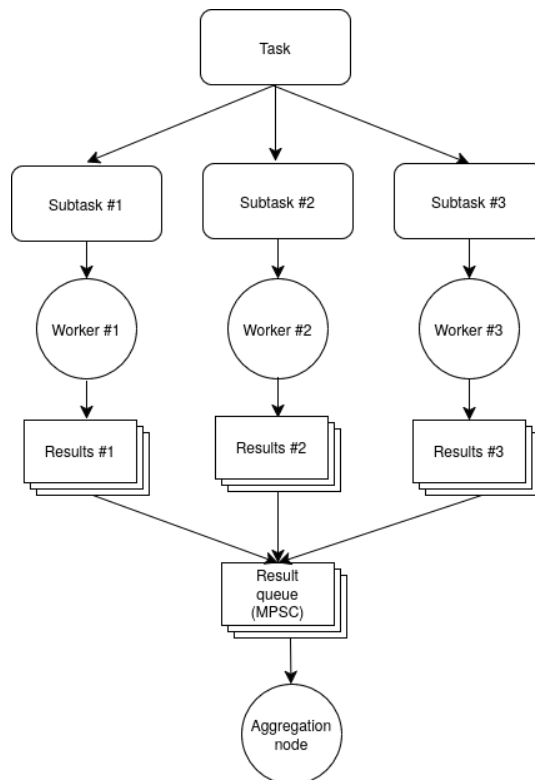 Task
Subtask #1
Subtask #2
Subtask #3
Worker #1
Worker #2
Worker #3
Results #1
Results #2
Results #3
Result
queue
(MPSC)
Aggregation
node